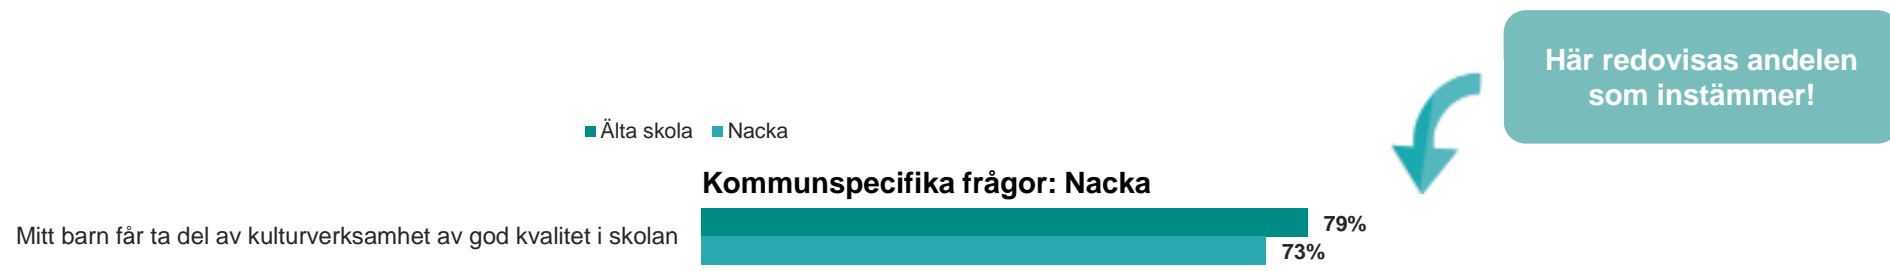 Här redovisas andelen
som instämmer!
Älta skola Nacka
Kommunspecifika frågor: Nacka
Mitt barn får ta del av kulturverksamhet av god kvalitet i skolan
79%
73%